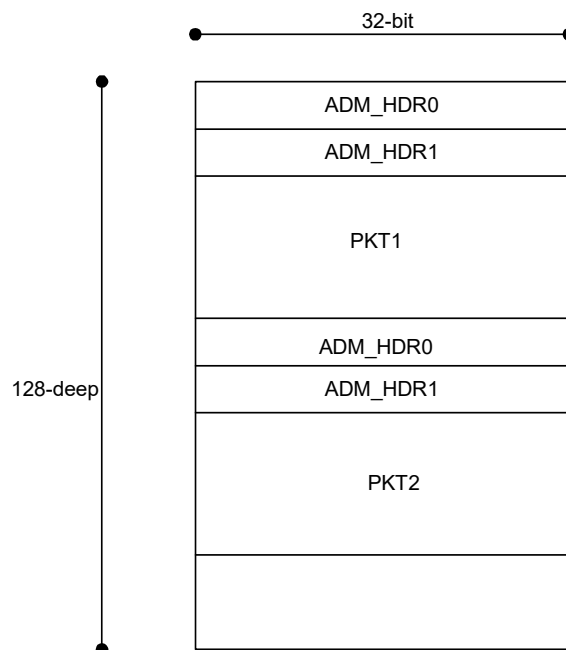 32-bit
ADM_HDR0
ADM_HDR1
PKT1
ADM_HDR0
128-deep
ADM_HDR1
PKT2